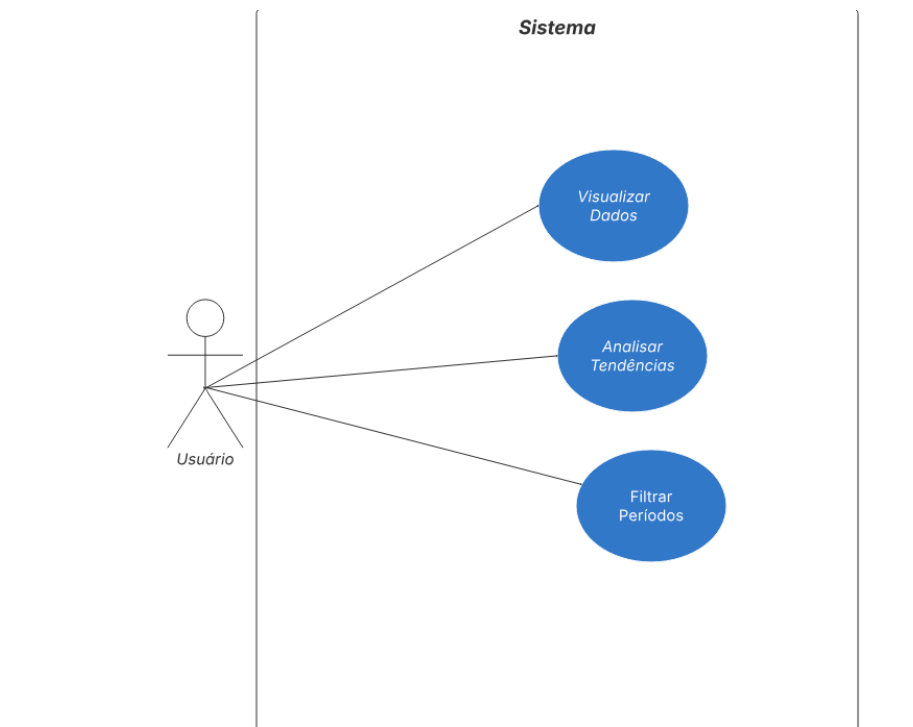 Sistema
Visualizar
Dados
Analisar
Tendências
Usuário
Filtrar
Períodos